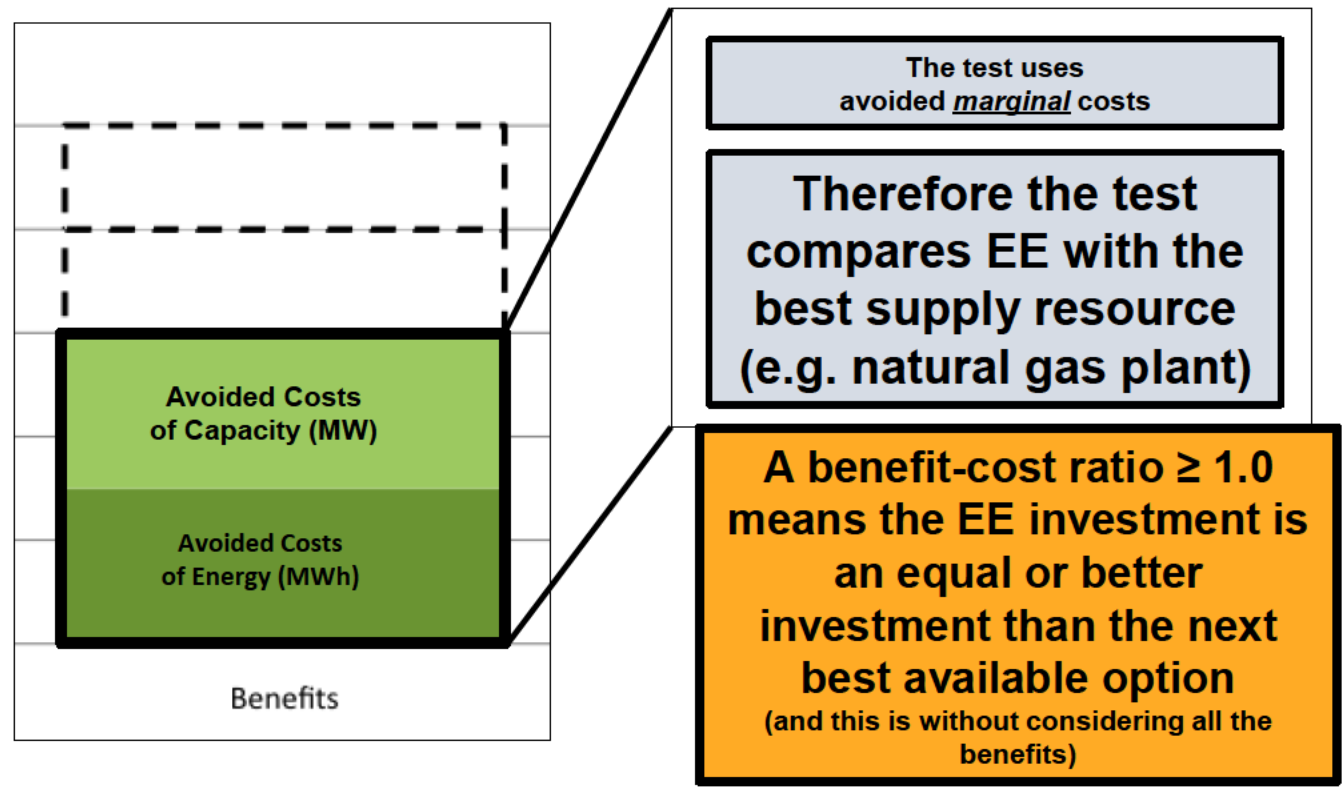 Avoided Costs
of Capacity (MW)
Avoided Costs
of Energy (MWh)
Benefits
The test uses
avoided marginal costs
Therefore the test
compares EE with the
best supply resource
(e.g. natural gas plant)
A benefit-cost ratio ≥ 1.0
means the EE investment is
an equal or better
investment than the next
best available option
(and this is without considering all the
benefits)